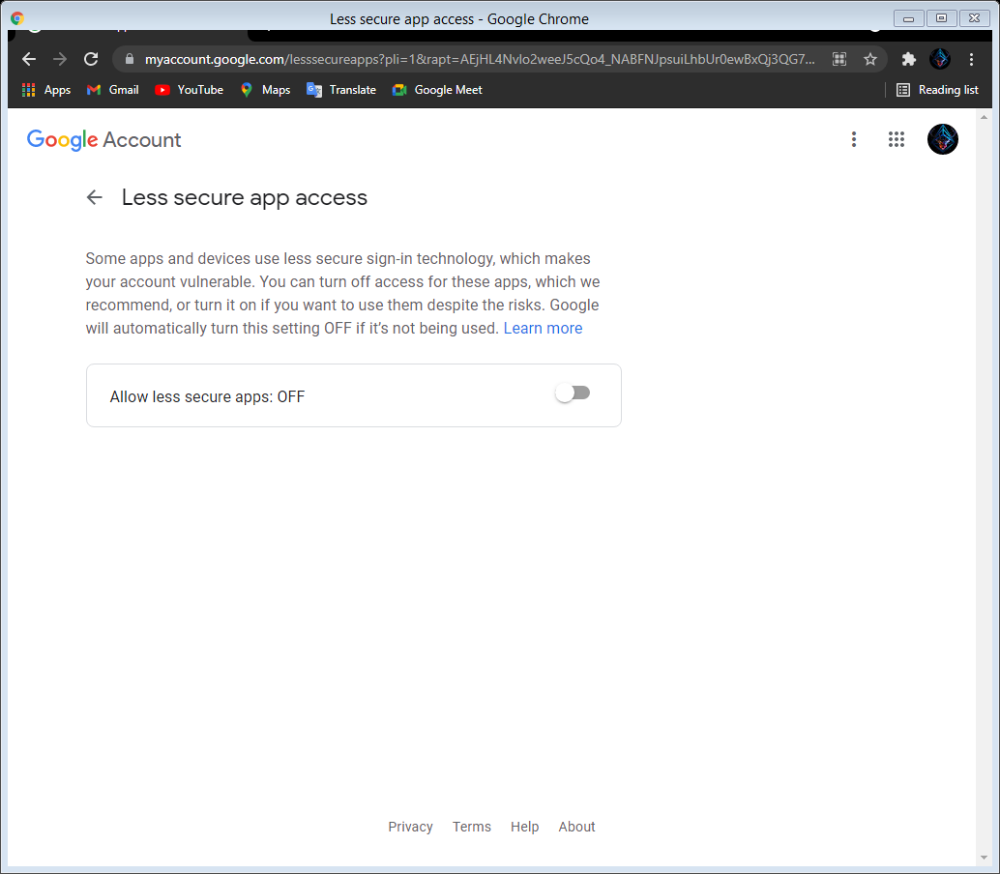 Less secure app access - Google Chrome
myaccount.google.com/lesssecureapps?pli=1&rapt=AEjHL4Nvlo2weeJ5cQo4_NABFNJpsuiLhbUr0ewBxQj3QG7...
Apps Gmail YouTube Maps Translate Google Meet Reading list
Google Account
Less secure app access
Some apps and devices use less secure sign-in technology, which makes
your account vulnerable. You can turn off access for these apps, which we
recommend, or turn it on if you want to use them despite the risks. Google
will automatically turn this setting OFF if it's not being used. Learn more
Allow less secure apps: OFF
Privacy Terms Help About